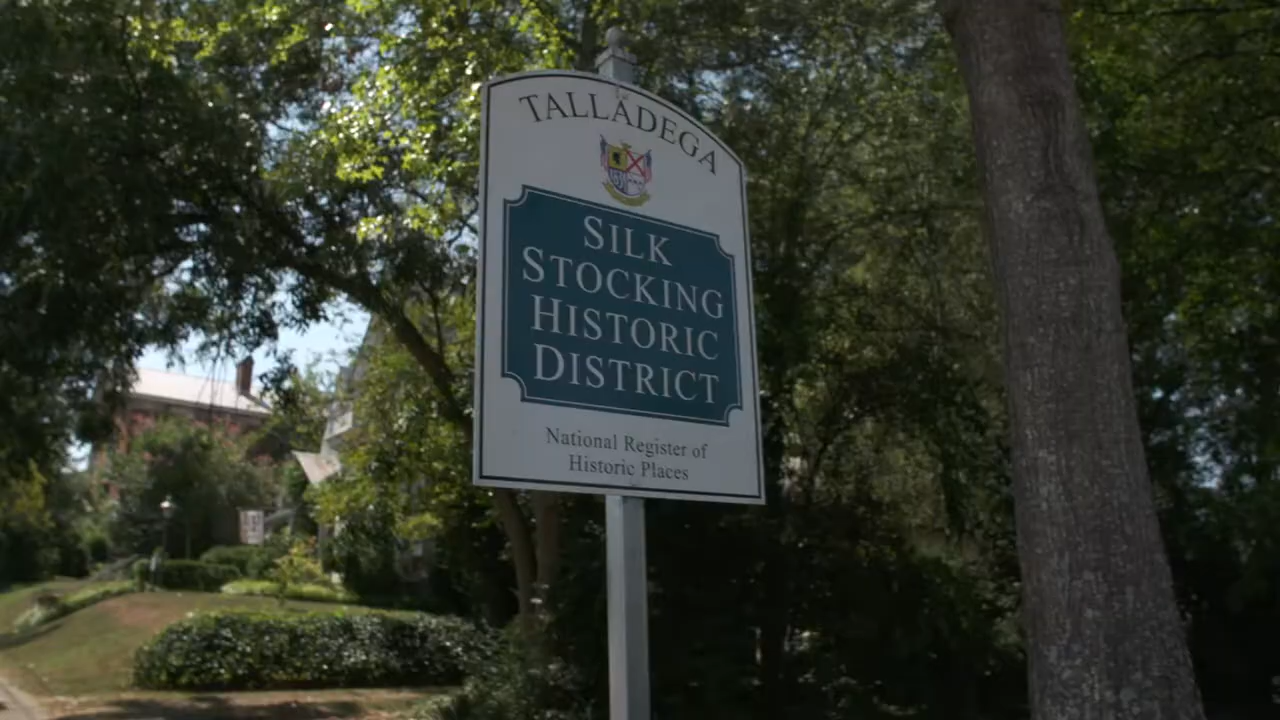 TALLADEGA
SILK
STOCKING
HISTORIC
DISTRICT
National Register of
Historic Places